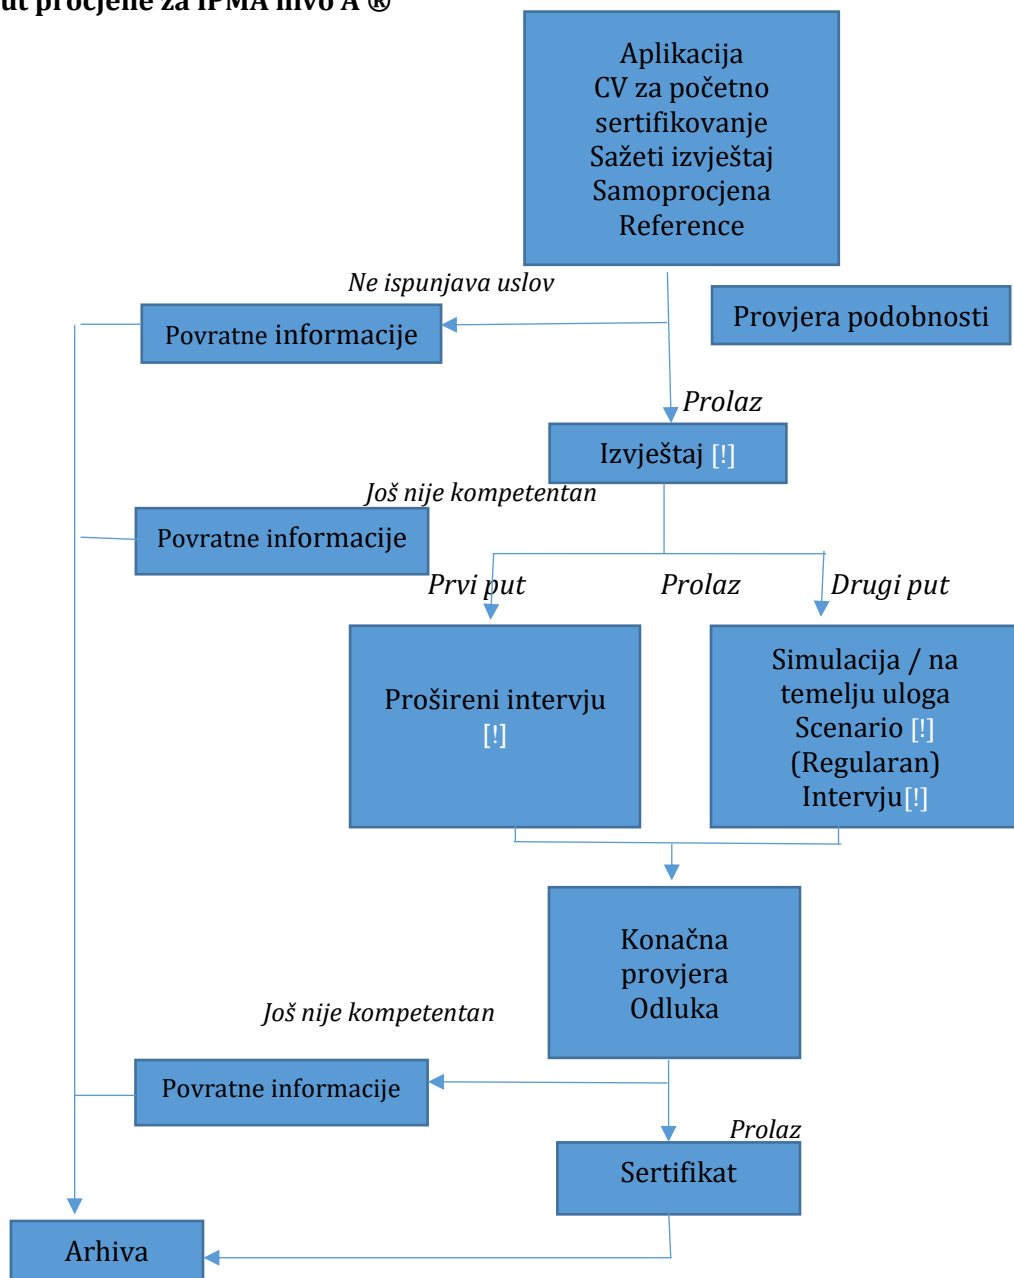 ut procjene za IPMA nivo A ®
Aplikacija
CV za početno
sertifikovanje
Sažeti izvještaj
Samoprocjena
Reference
Ne ispunjava uslov
Povratne informacije
Provjera podobnosti
Prolaz
Izvještaj [!]
Još nije kompetentan
Povratne informacije
Prvi put
Prolaz
Drugi put
Prošireni intervju
[!]
Simulacija / na
temelju uloga
Scenario [!]
(Regularan)
Intervju[!]
Konačna
provjera
Odluka
Još nije kompetentan
Povratne informacije
Prolaz
Sertifikat
Arhiva